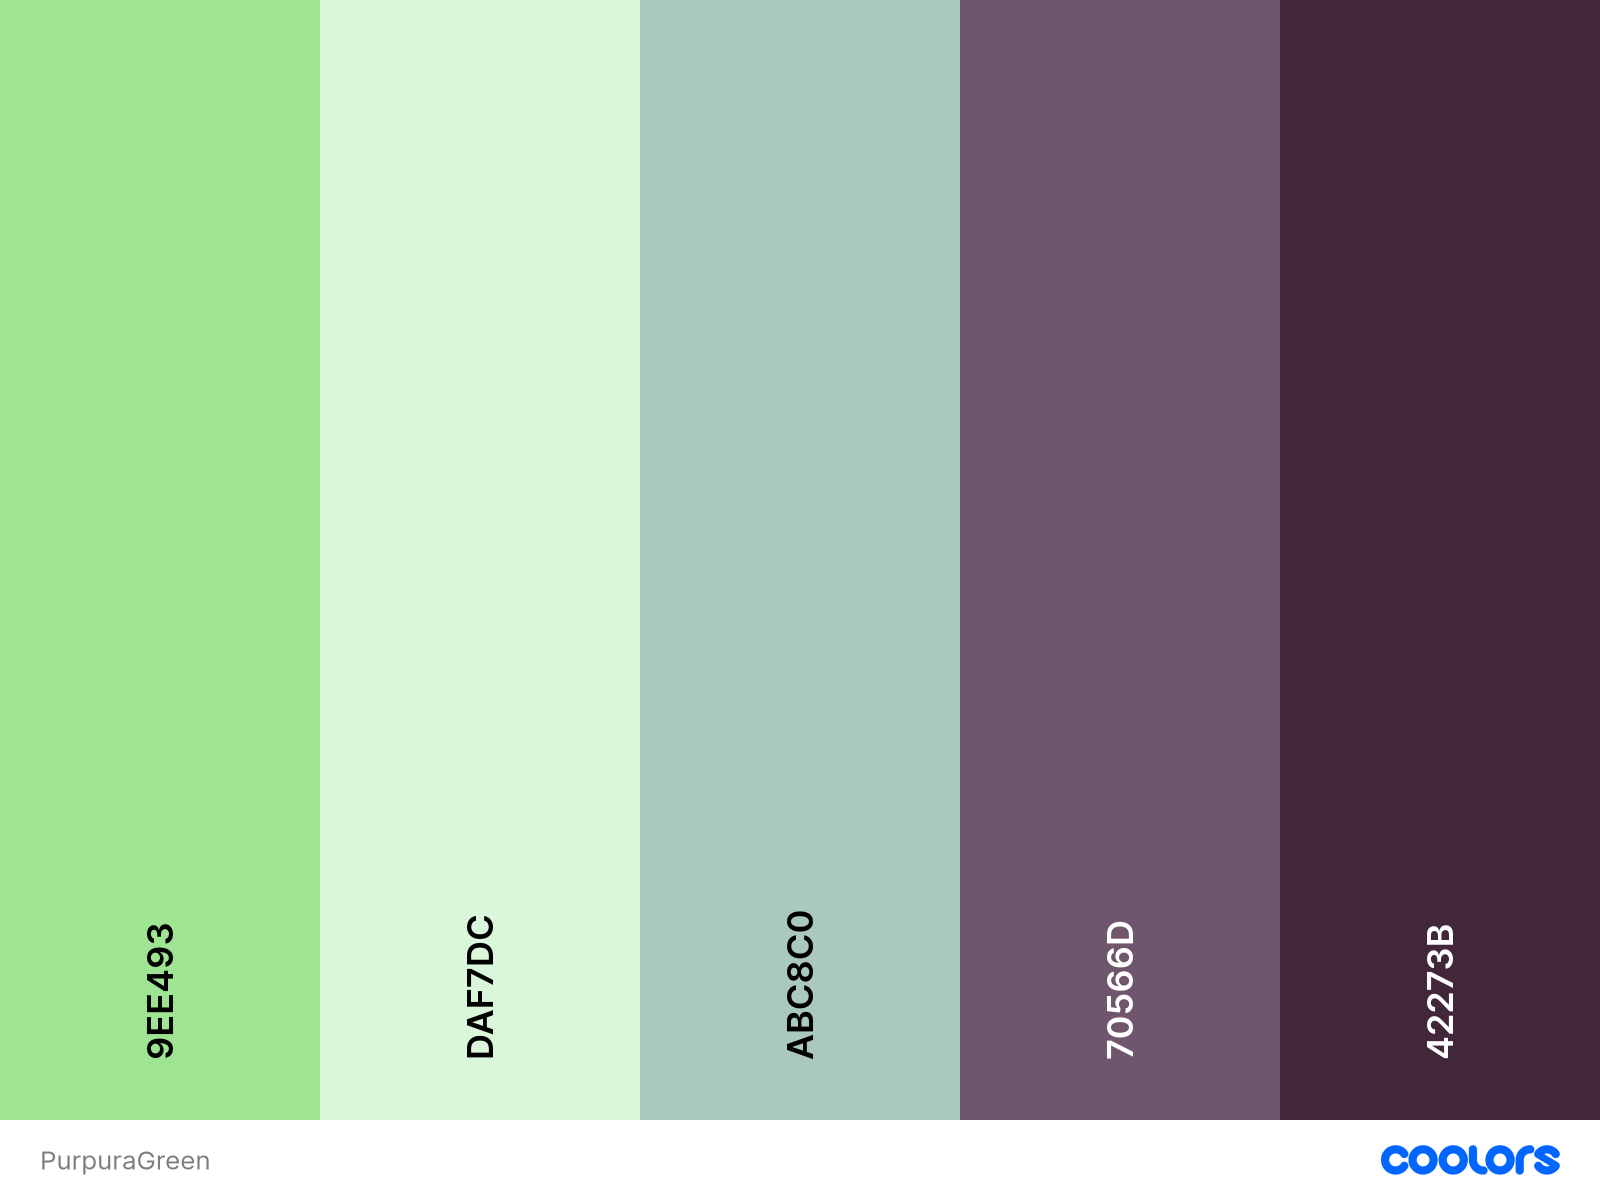 9EE493
DAF7DC
ABC8C0
70566D
42273B
PurpuraGreen
coolors